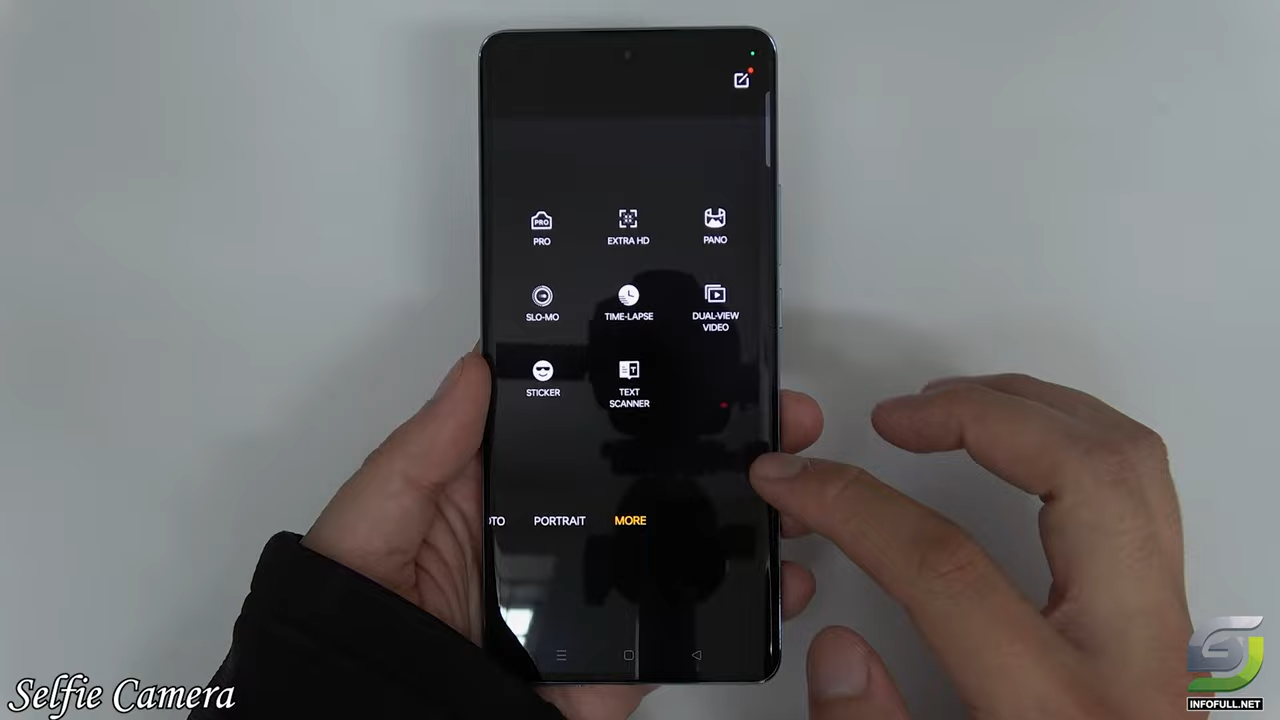 PRO
EXTRA HD
PANO
SLO-MO
TIME-LAPSE
DUAL-VIEW
VIDEO
STICKER
TEXT
SCANNER
OTO
PORTRAIT
MORE
Selfie Camera
INFOFULL.NET